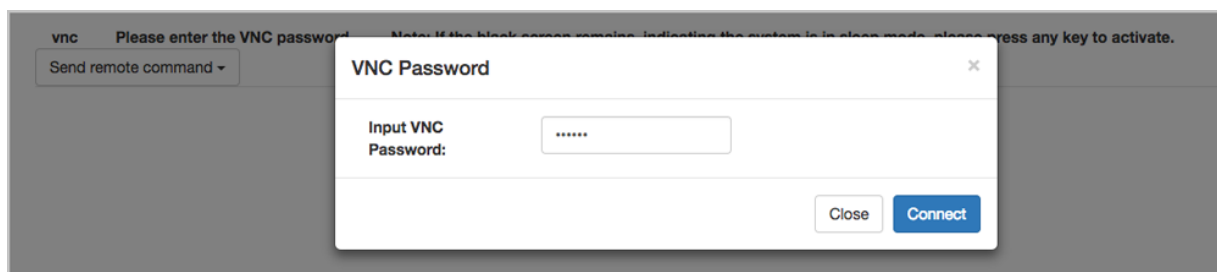 vnc Please enter the VNC password Note: If the black screen remains, indicating the system is in sleep mode, please press any key to activate.
Send remote command
VNC Password ×
Input VNC
Password: ••••••
Close Connect